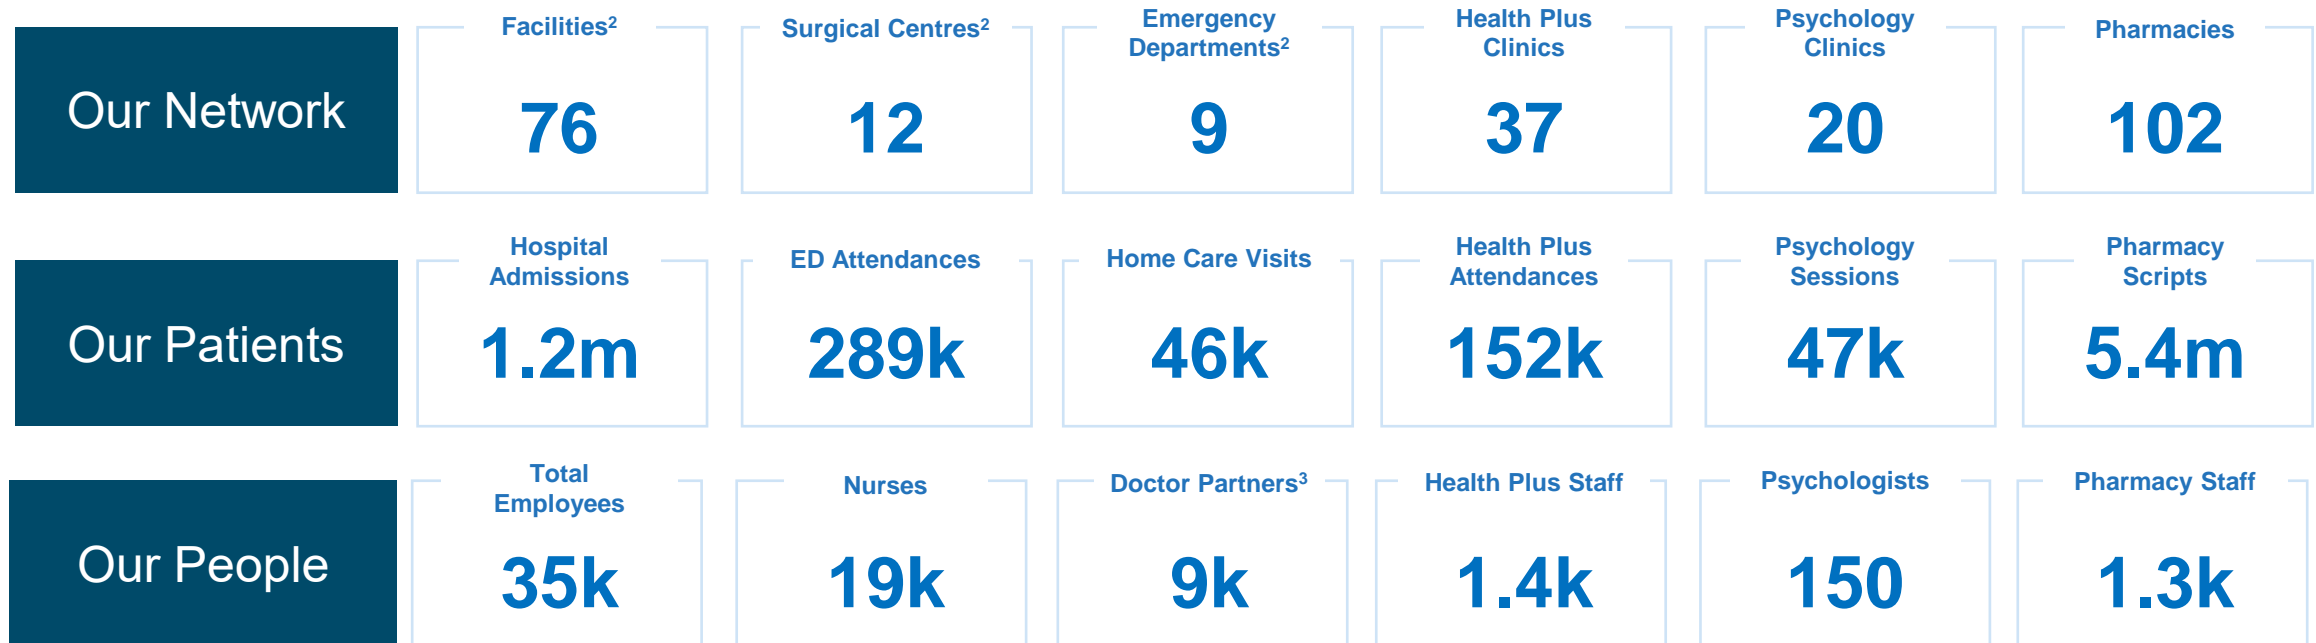 Our Network
Facilities²
76
Surgical Centres²
12
Emergency
Departments²
9
Health Plus
Clinics
37
Psychology
Clinics
20
Pharmacies
102
Our Patients
Hospital
Admissions
1.2m
ED Attendances
289k
Home Care Visits
46k
Health Plus
Attendances
152k
Psychology
Sessions
47k
Pharmacy
Scripts
5.4m
Our People
Total
Employees
35k
Nurses
19k
Doctor Partners³
9k
Health Plus Staff
1.4k
Psychologists
150
Pharmacy Staff
1.3k